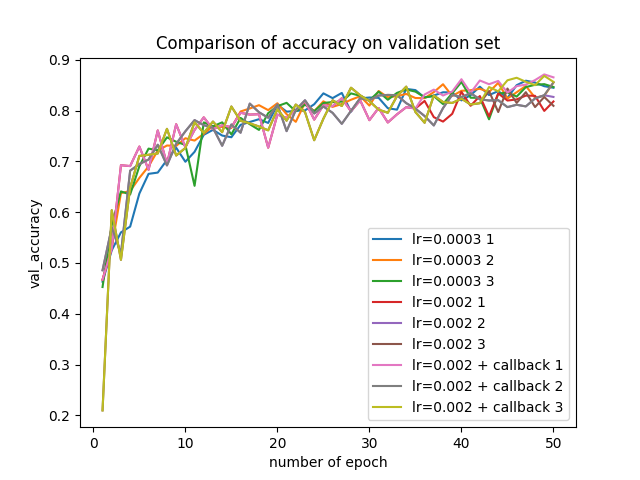 Comparison of accuracy on validation set
val_accuracy
0.9
0.8
0.7
0.6
0.5
0.4
0.3
0.2
0 10 20 30 40 50
number of epoch
lr=0.0003 1
lr=0.0003 2
lr=0.0003 3
lr=0.002 1
lr=0.002 2
lr=0.002 3
lr=0.002 + callback 1
lr=0.002 + callback 2
lr=0.002 + callback 3